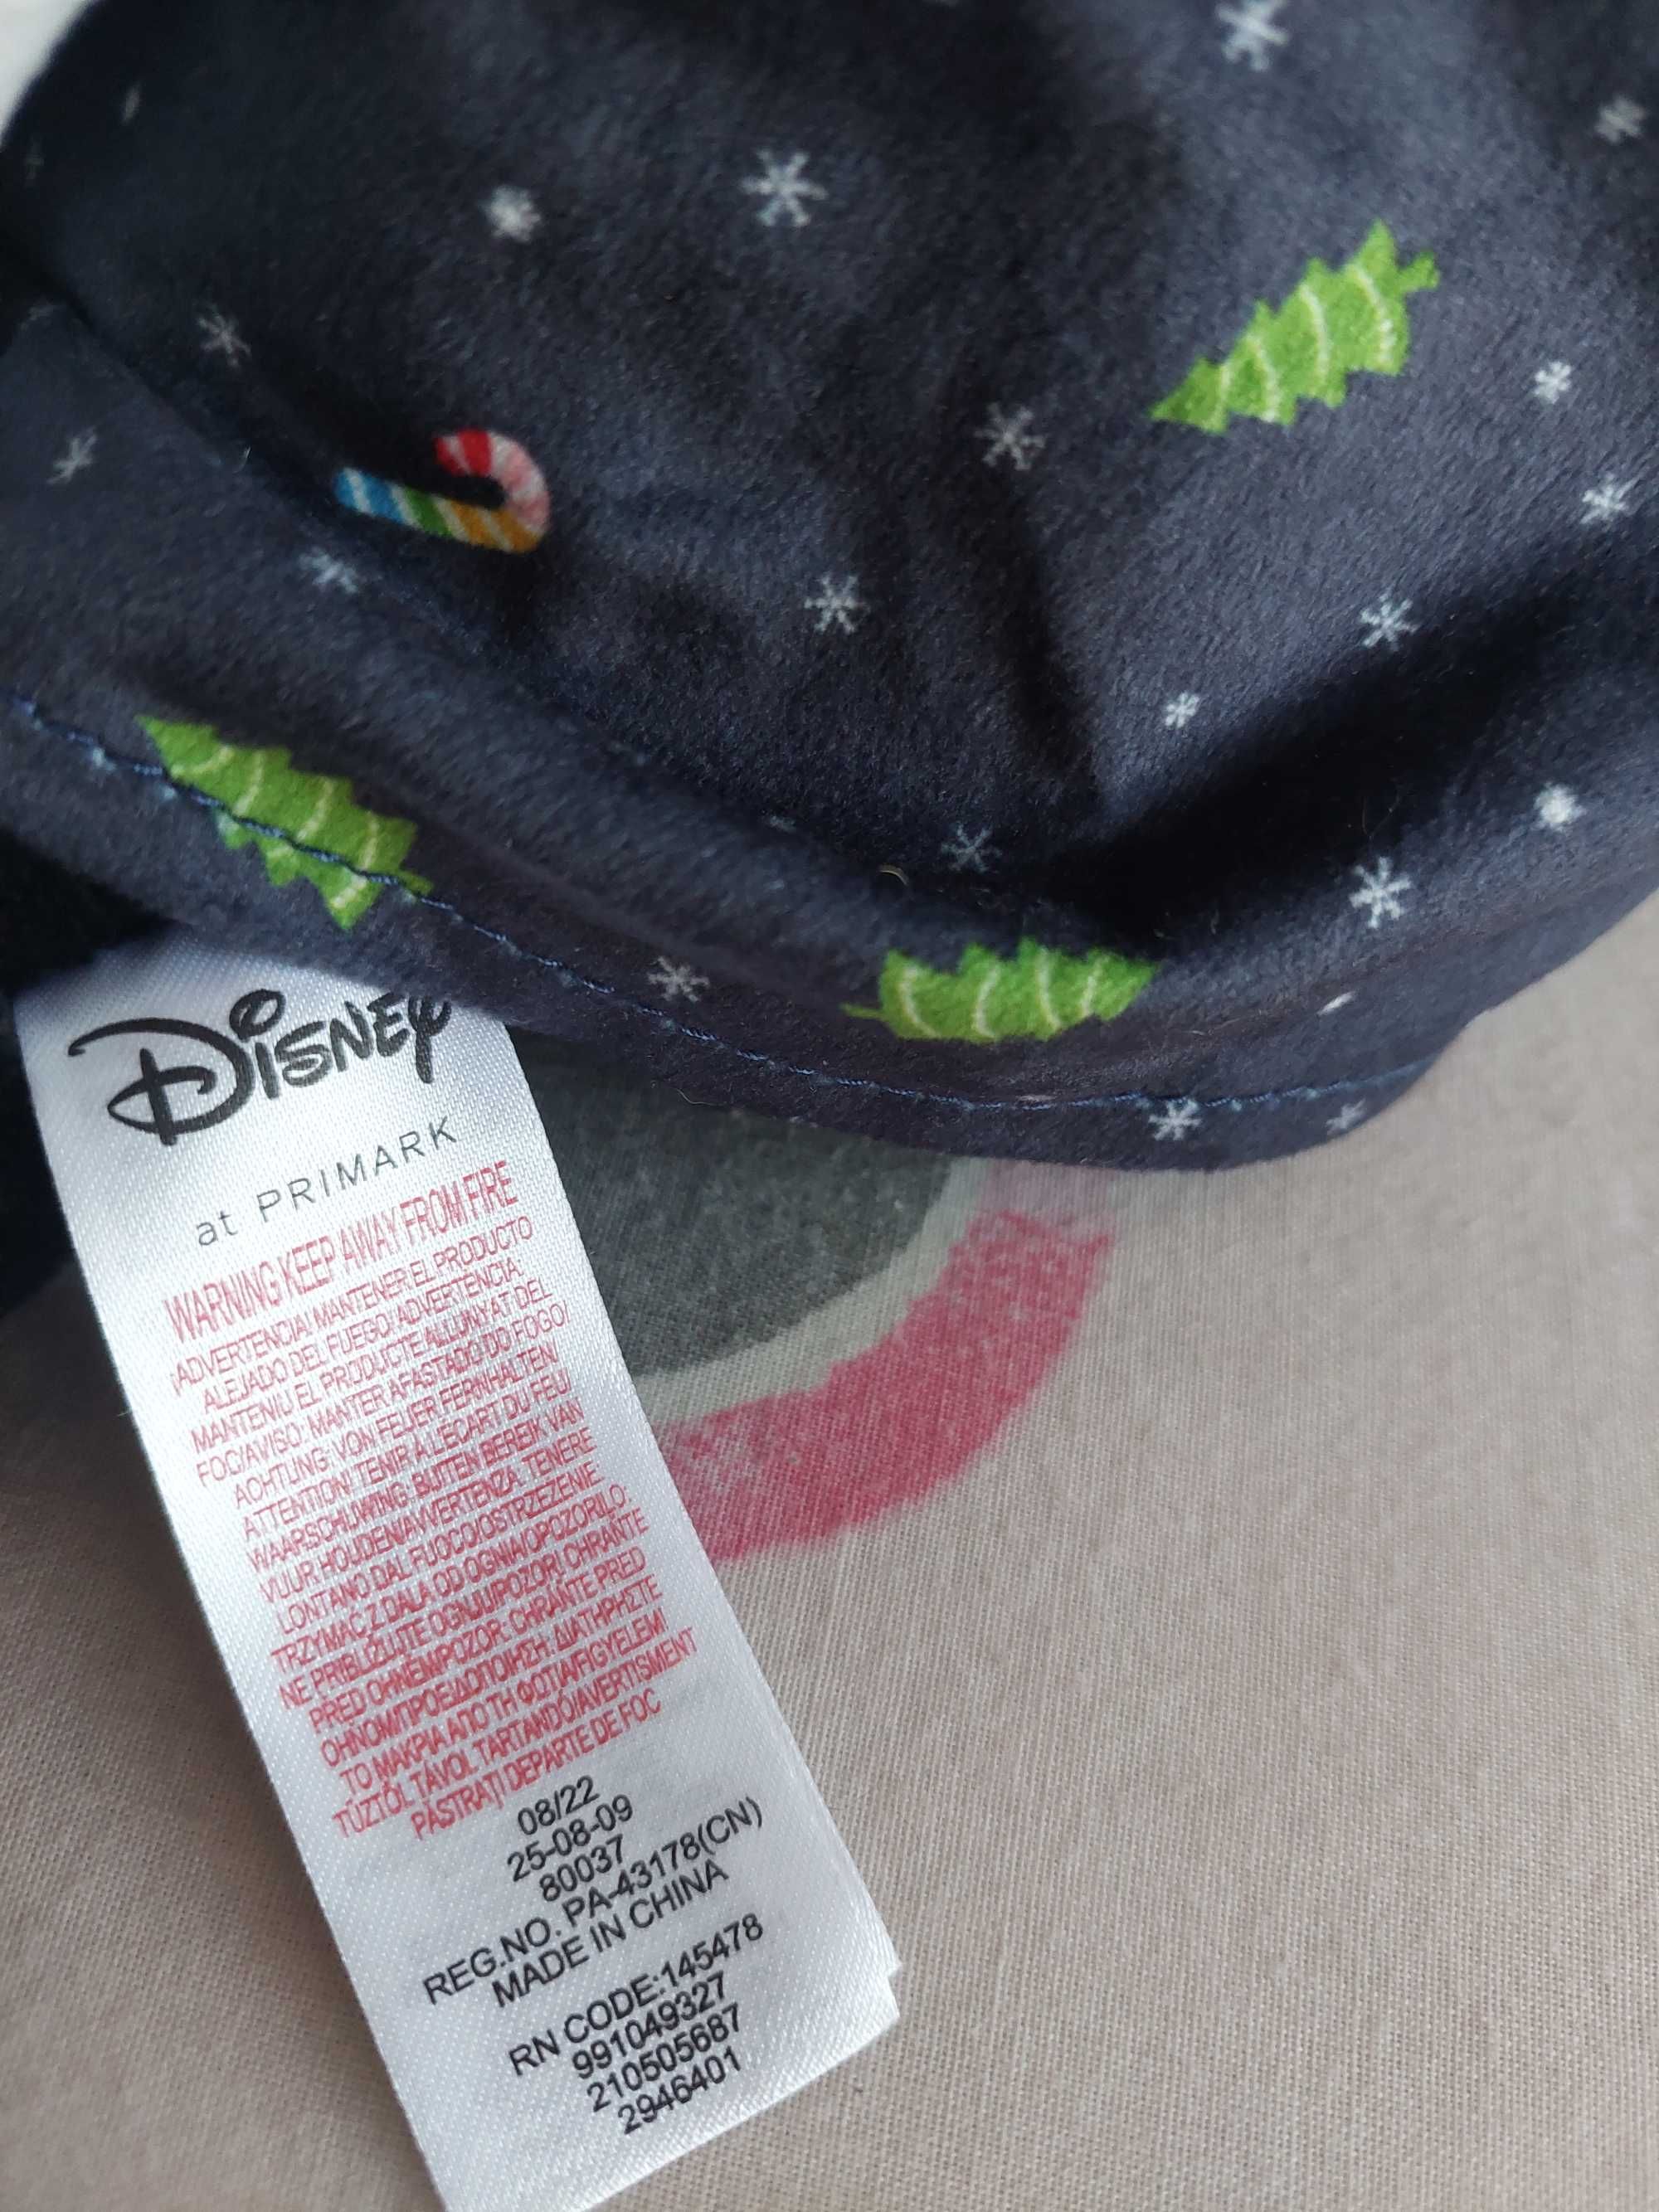 DISNEY
at PRIMARK
WARNING KEEP AWAY FROM FIRE
¡ADVERTENCIA! MANTENER EL PRODUCTO
ALEJADO DEL FUEGO/ADVERTÈNCIA:
MANTENIU EL PRODUCTE ALLUNYAT DEL
FOC/AVISO: MANTER AFASTADO DO FOGO/
ACHTUNG: VON FEUER FERNHALTEN
ATTENTION! TENIR À L'ÉCART DU FEU/
WAARSCHUWING: BUITEN BEREIK VAN
VUUR HOUDEN/AVVERTENZA: TENERE
LONTANO DAL FUOCO/OSTRZEŻENIE:
TRZYMAĆ Z DALA OD OGNIA/OPOZORILO:
NE PRIBLIŽUJTE OGNJU/POZOR! CHRAŇTE
PŘED OHNĚM/POZOR: CHRÁŇTE PRED
OHŇOM/ΠΡΟΕΙΔΟΠΟΙΗΣΗ: ΔΙΑΤΗΡΗΣΤΕ
ΤΟ ΜΑΚΡΙΑ ΑΠΟ ΤΗ ΦΩΤΙΑ/FIGYELEM!
TŰZTŐL TÁVOL TARTANDÓ/AVERTISMENT
PĂSTRAȚI DEPARTE DE FOC
08/22
25-08-09
80037
REG.NO. PA-43178(CN)
MADE IN CHINA
RN CODE:145478
991049327
210505687
2946401